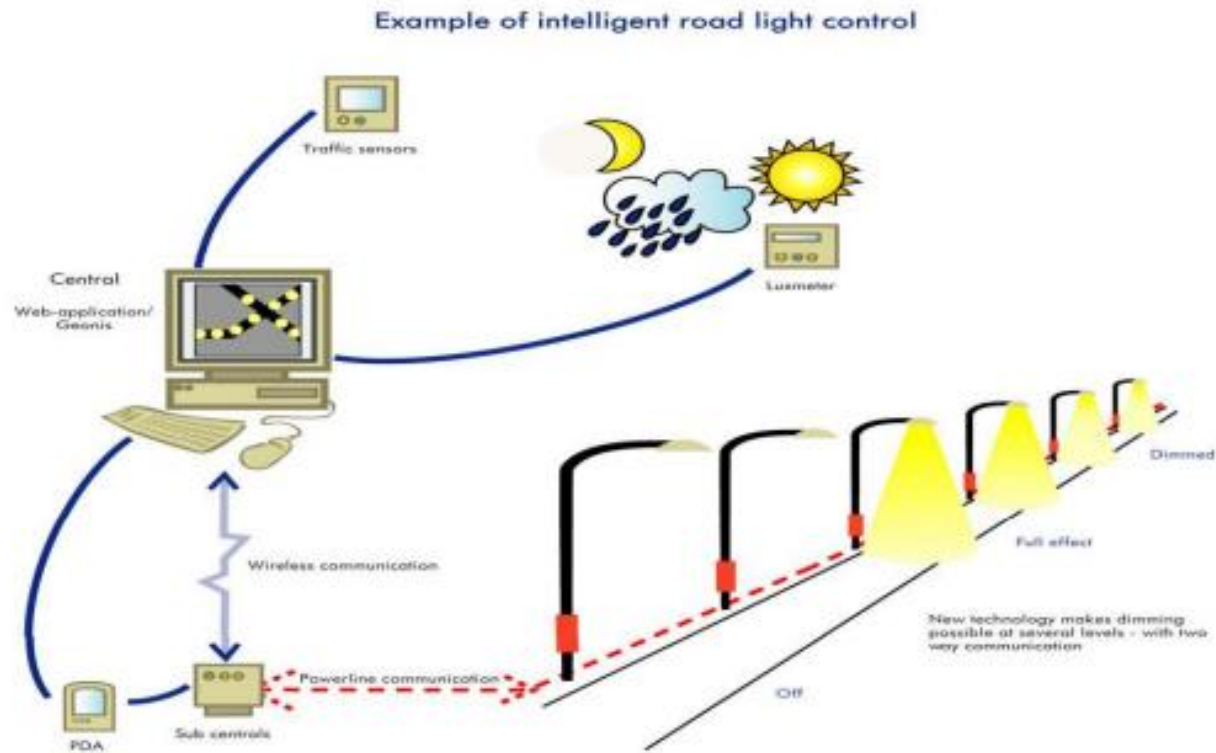 Example of intelligent road light control
Traffic sensors
Central
Web-application/
Geonis
Luxmeter
Dimmed
Full effect
Wireless communication
New technology makes dimming
possible at several levels - with two
way communication
Powerline communication
Off
Sub controls
PDA